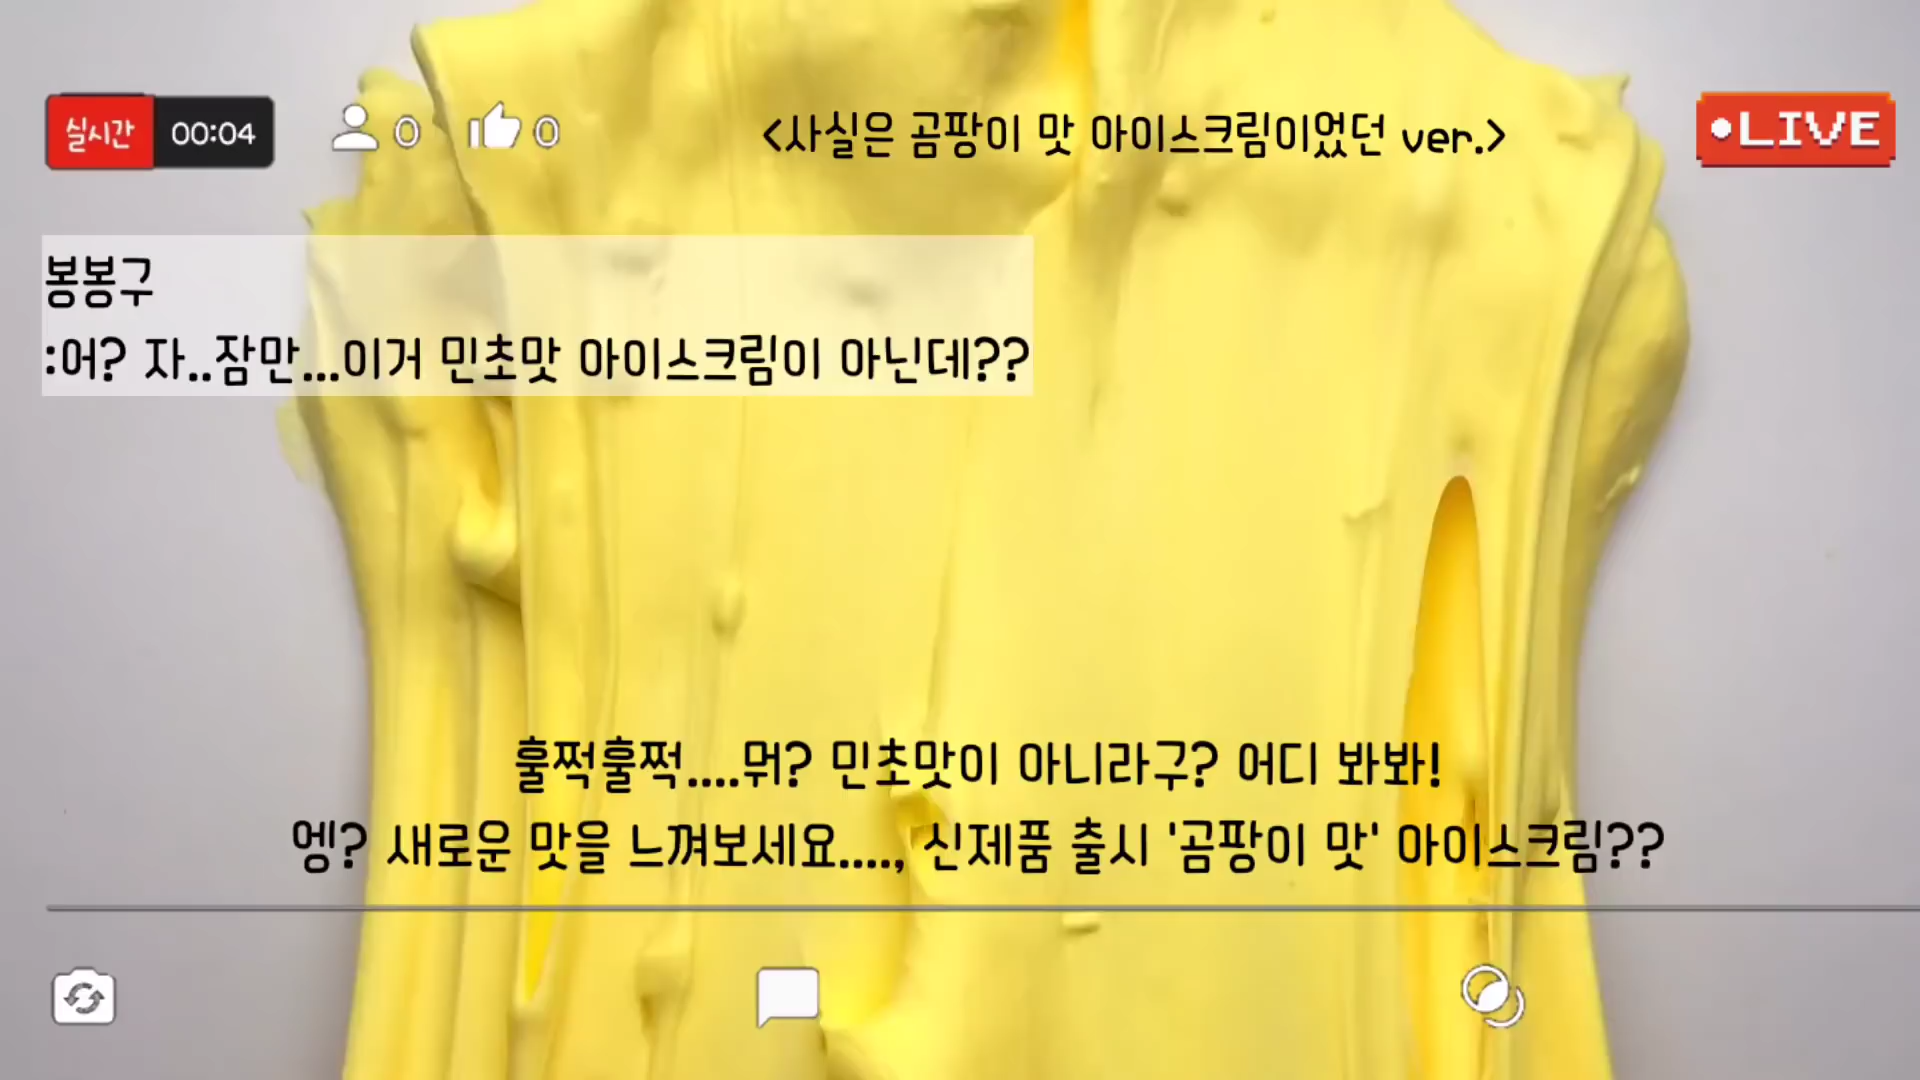 실시간 00:04 0 0 <사실은 곰팡이 맛 아이스크림이었던 ver.> LIVE
봉봉구
:어? 자..잠만...이거 민초맛 아이스크림이 아닌데??
훌쩍훌쩍....뭐? 민초맛이 아니라구? 어디 봐봐!
엥? 새로운 맛을 느껴보세요...., 신제품 출시 '곰팡이 맛' 아이스크림??